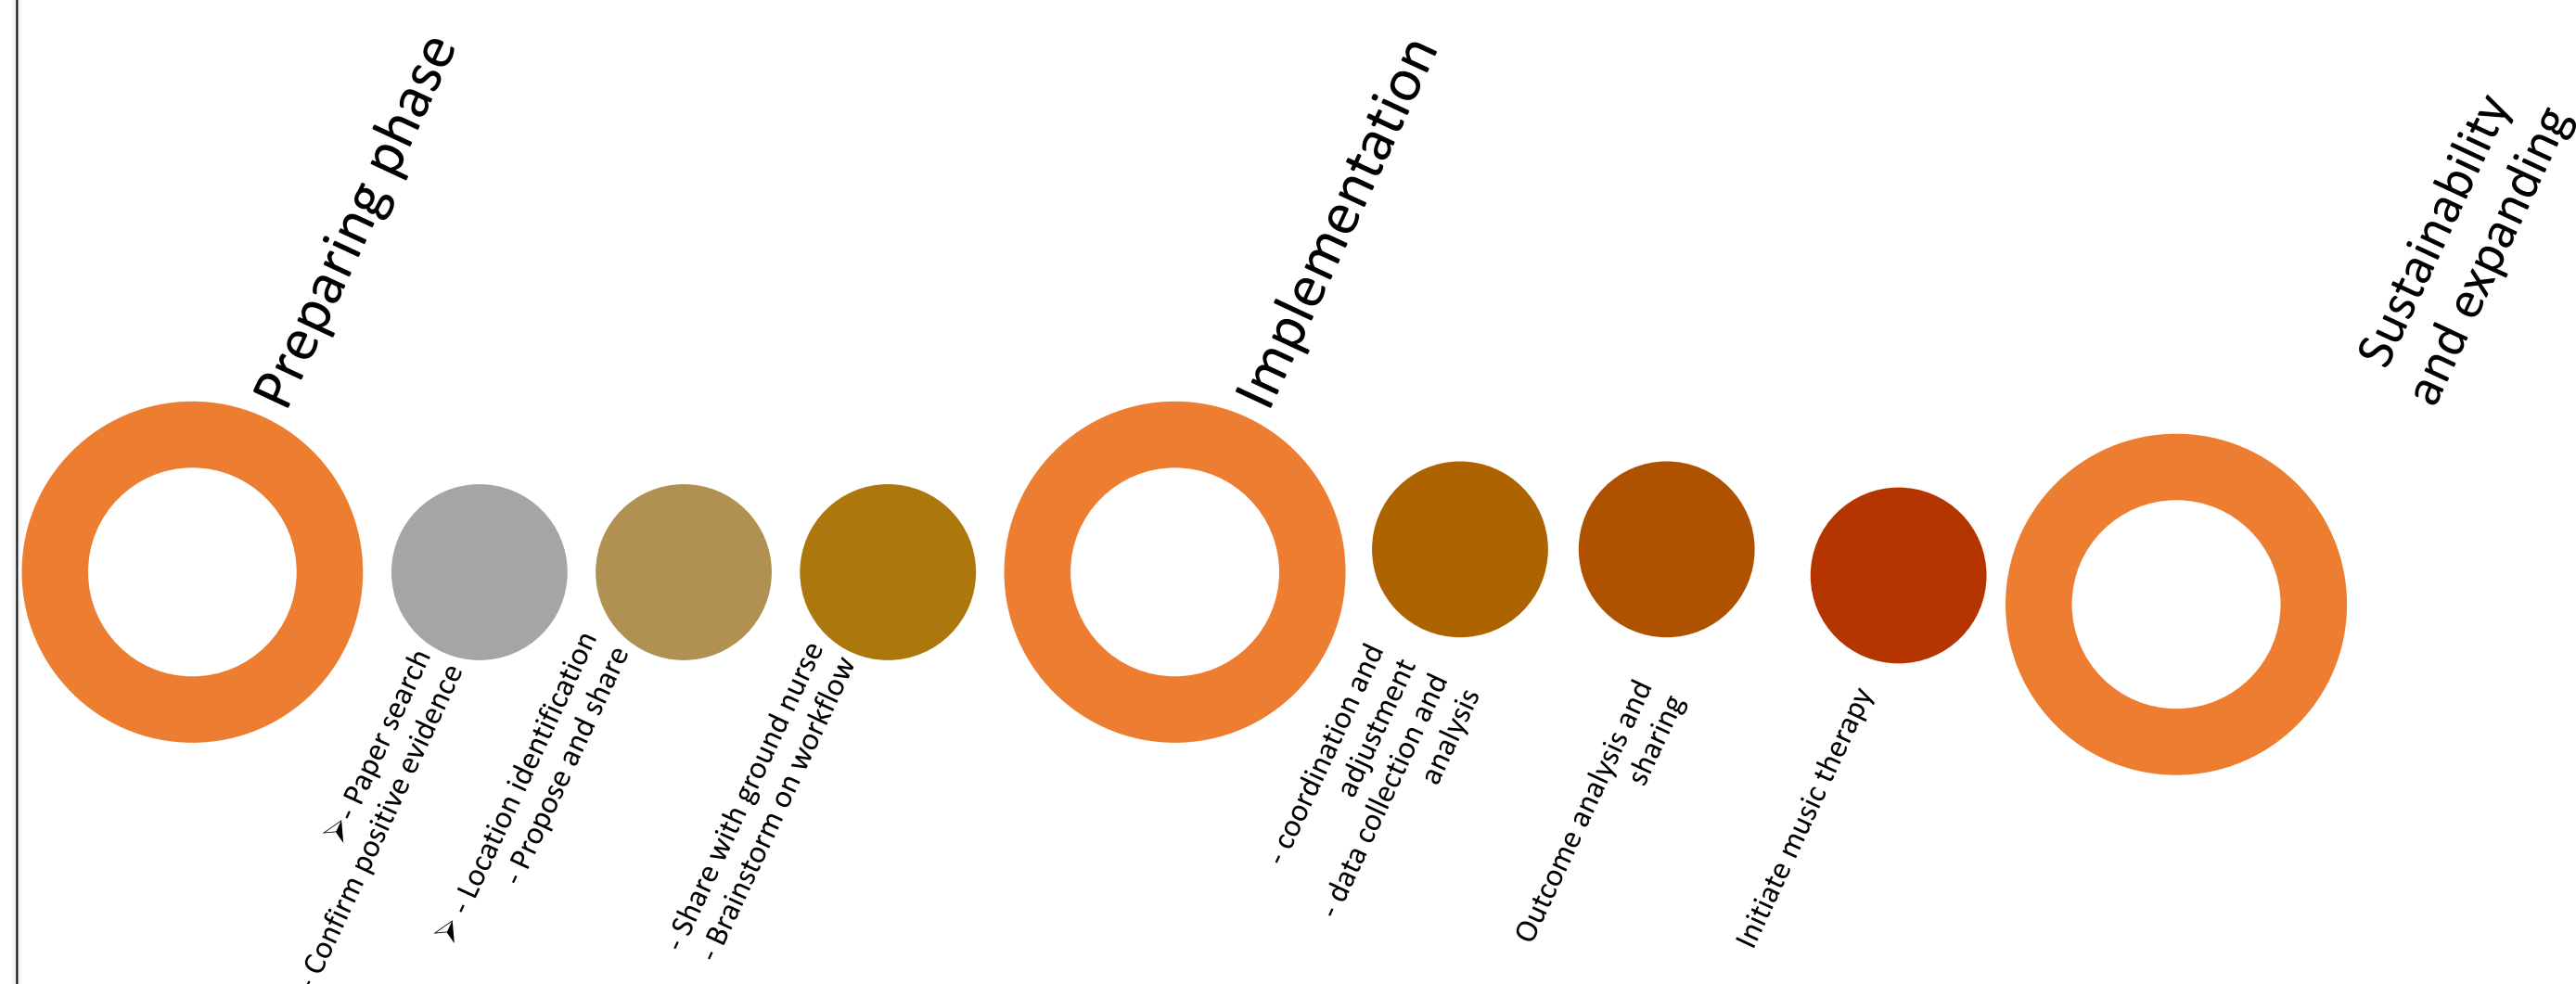 Preparing phase
➢ - Paper search
- Confirm positive evidence
➢ - Location identification
- Propose and share
- Share with ground nurse
- Brainstorm on workflow
Implementation
- coordination and
adjustment
- data collection and
analysis
Outcome analysis and
sharing
Initiate music therapy
Sustainability
and expanding